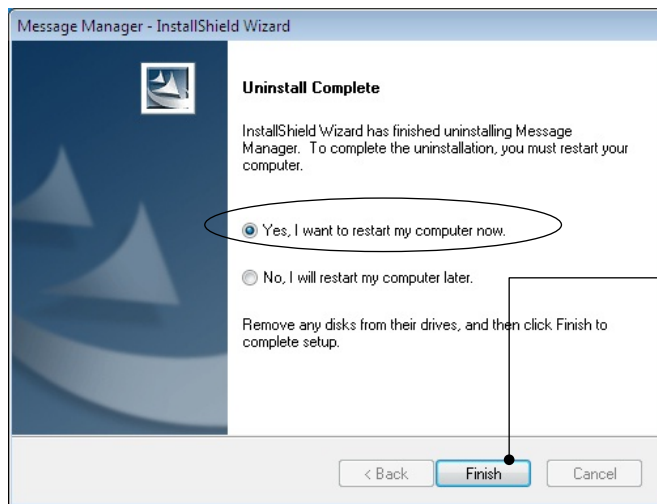 Message Manager - InstallShield Wizard
Uninstall Complete
InstallShield Wizard has finished uninstalling Message
Manager. To complete the uninstallation, you must restart your
computer.
Yes, I want to restart my computer now.
No, I will restart my computer later.
Remove any disks from their drives, and then click Finish to
complete setup.
< Back Finish Cancel